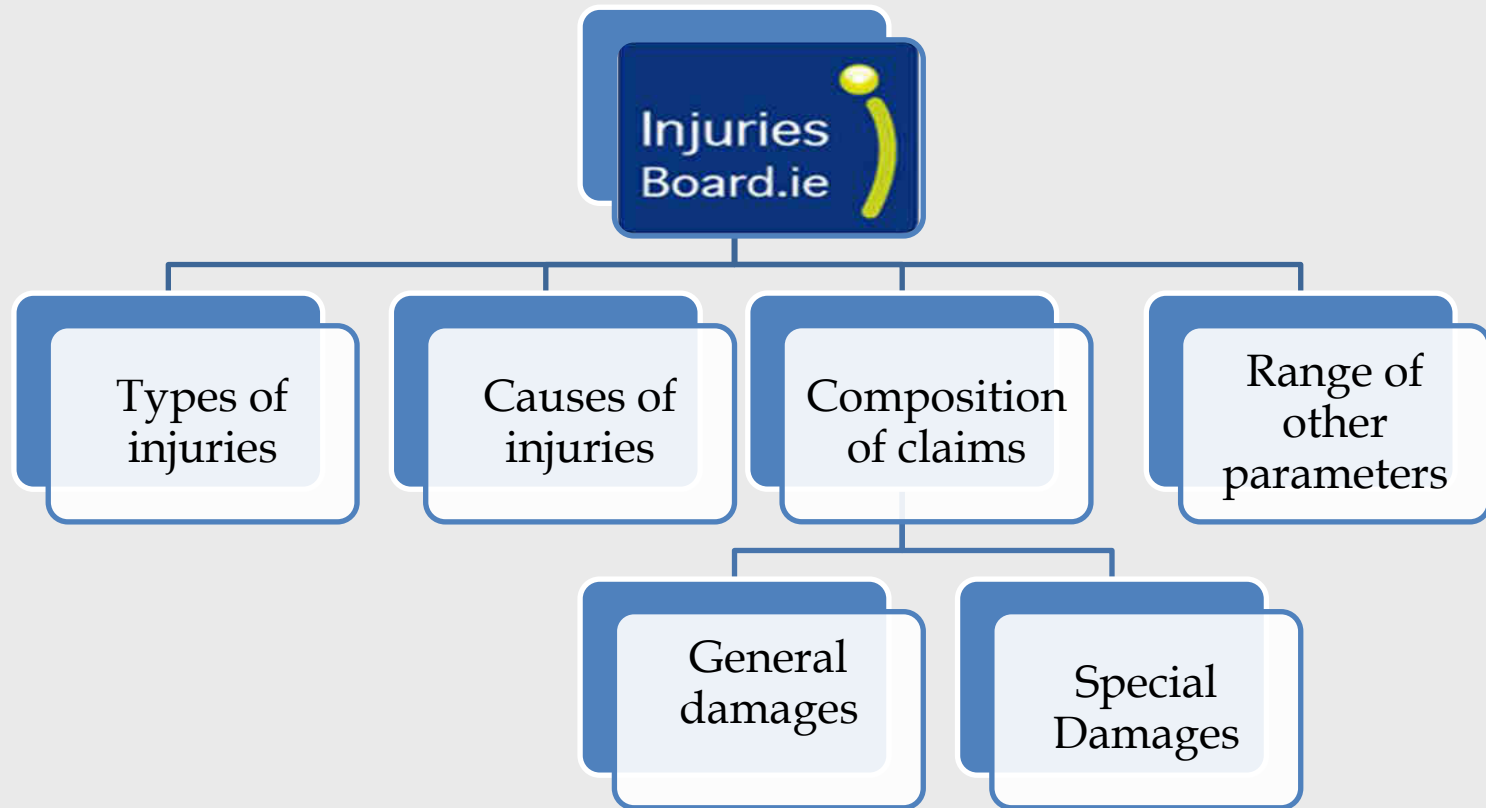 Injuries
Board.ie
Types of
injuries
Causes of
injuries
Composition
of claims
Range of
other
parameters
General
damages
Special
Damages